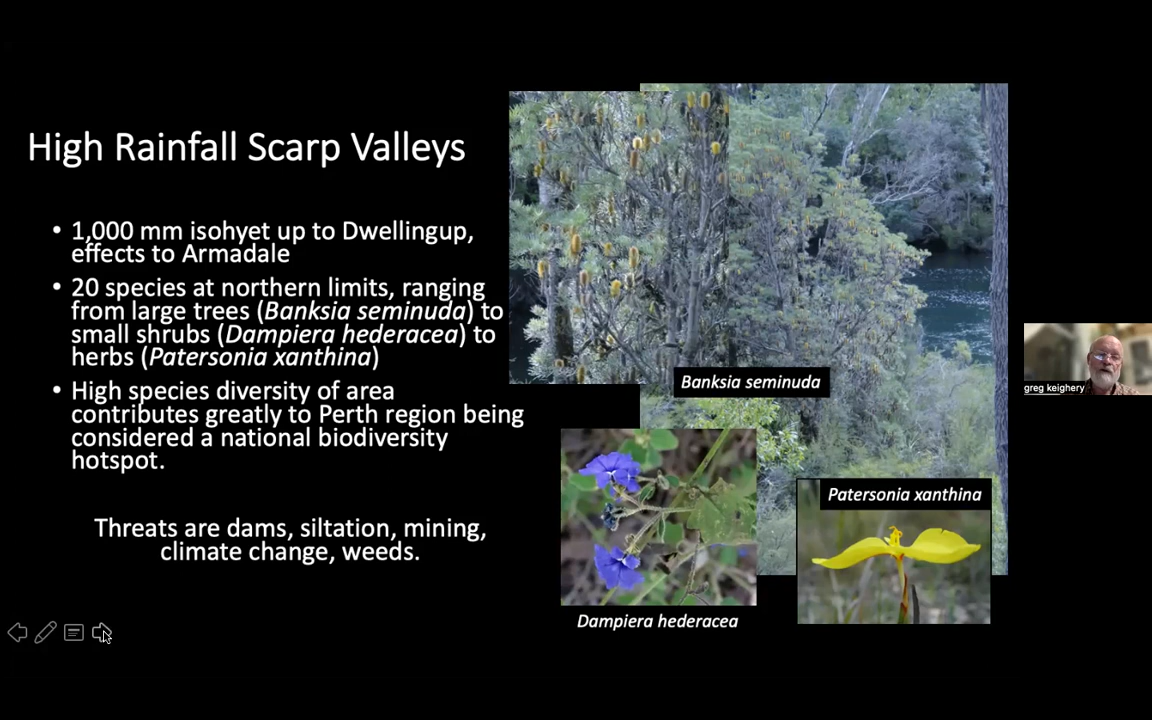 High Rainfall Scarp Valleys
• 1,000 mm isohyet up to Dwellingup,
effects to Armadale
• 20 species at northern limits, ranging
from large trees (Banksia seminuda) to
small shrubs (Dampiera hederacea) to
herbs (Patersonia xanthina)
• High species diversity of area
contributes greatly to Perth region being
considered a national biodiversity
hotspot.
Threats are dams, siltation, mining,
climate change, weeds.
Banksia seminuda
Patersonia xanthina
Dampiera hederacea
greg keighery